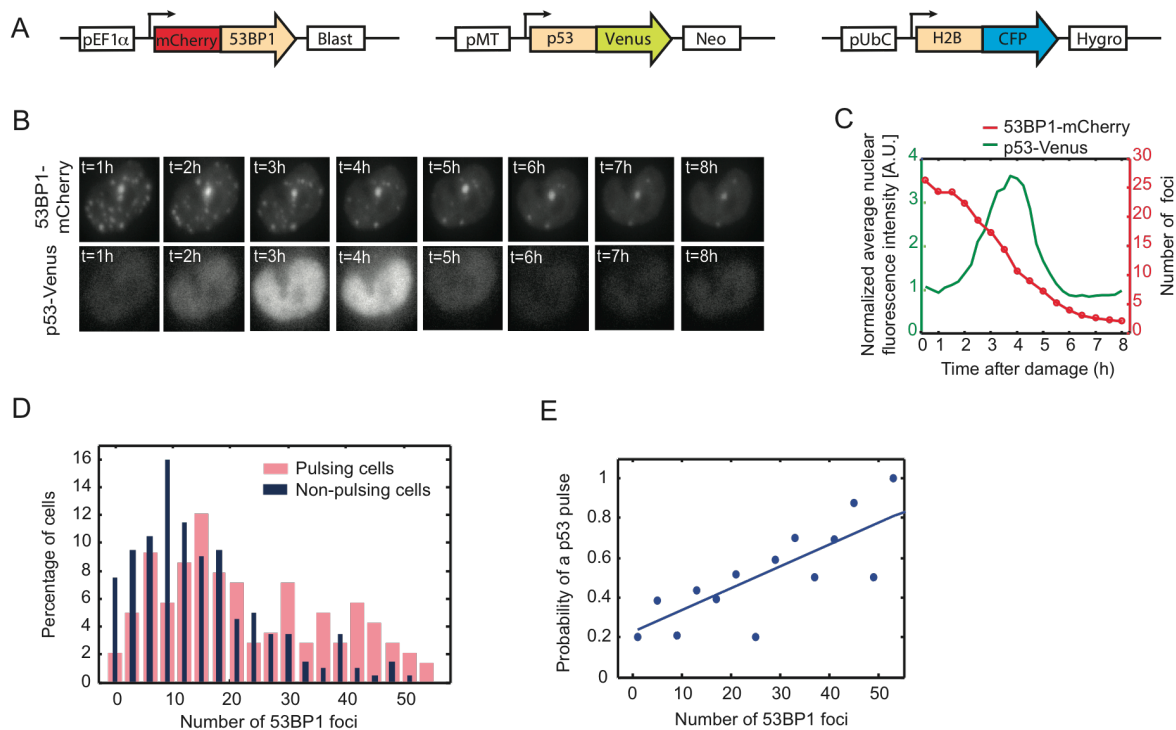 A
pEF1α mCherry 53BP1 Blast
pMT p53 Venus Neo
pUbC H2B CFP Hygro
B
53BP1-
mCherry
t=1h t=2h t=3h t=4h t=5h t=6h t=7h t=8h
p53-Venus
t=1h t=2h t=3h t=4h t=5h t=6h t=7h t=8h
C
53BP1-mCherry
p53-Venus
Normalized average nuclear
fluorescence intensity [A.U.]
4
3
2
1
0
30
25
20
15
10
5
0
Number of foci
0 1 2 3 4 5 6 7 8
Time after damage (h)
D
Percentage of cells
16
14
12
10
8
6
4
2
0
Pulsing cells
Non-pulsing cells
0 10 20 30 40 50
Number of 53BP1 foci
E
Probability of a p53 pulse
1
0.8
0.6
0.4
0.2
0
0 10 20 30 40 50
Number of 53BP1 foci